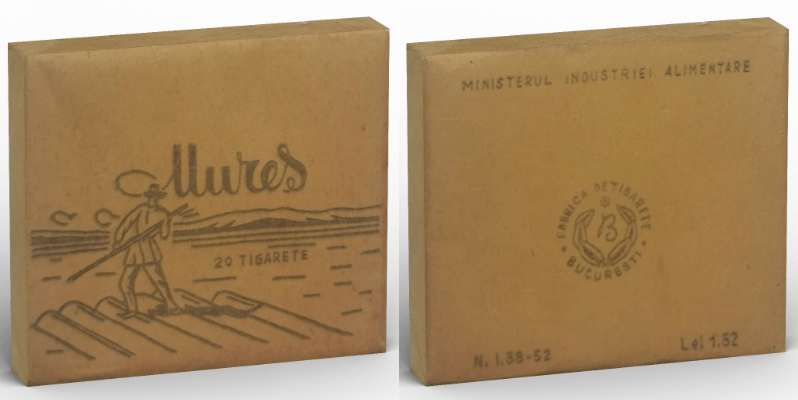 Mureș
20 TIGARETE
MINISTERUL INDUSTRIEI ALIMENTARE
FABRICA DE TIGARETE
B
BUCURESTI
N. 1.38-52
Lei 1.52